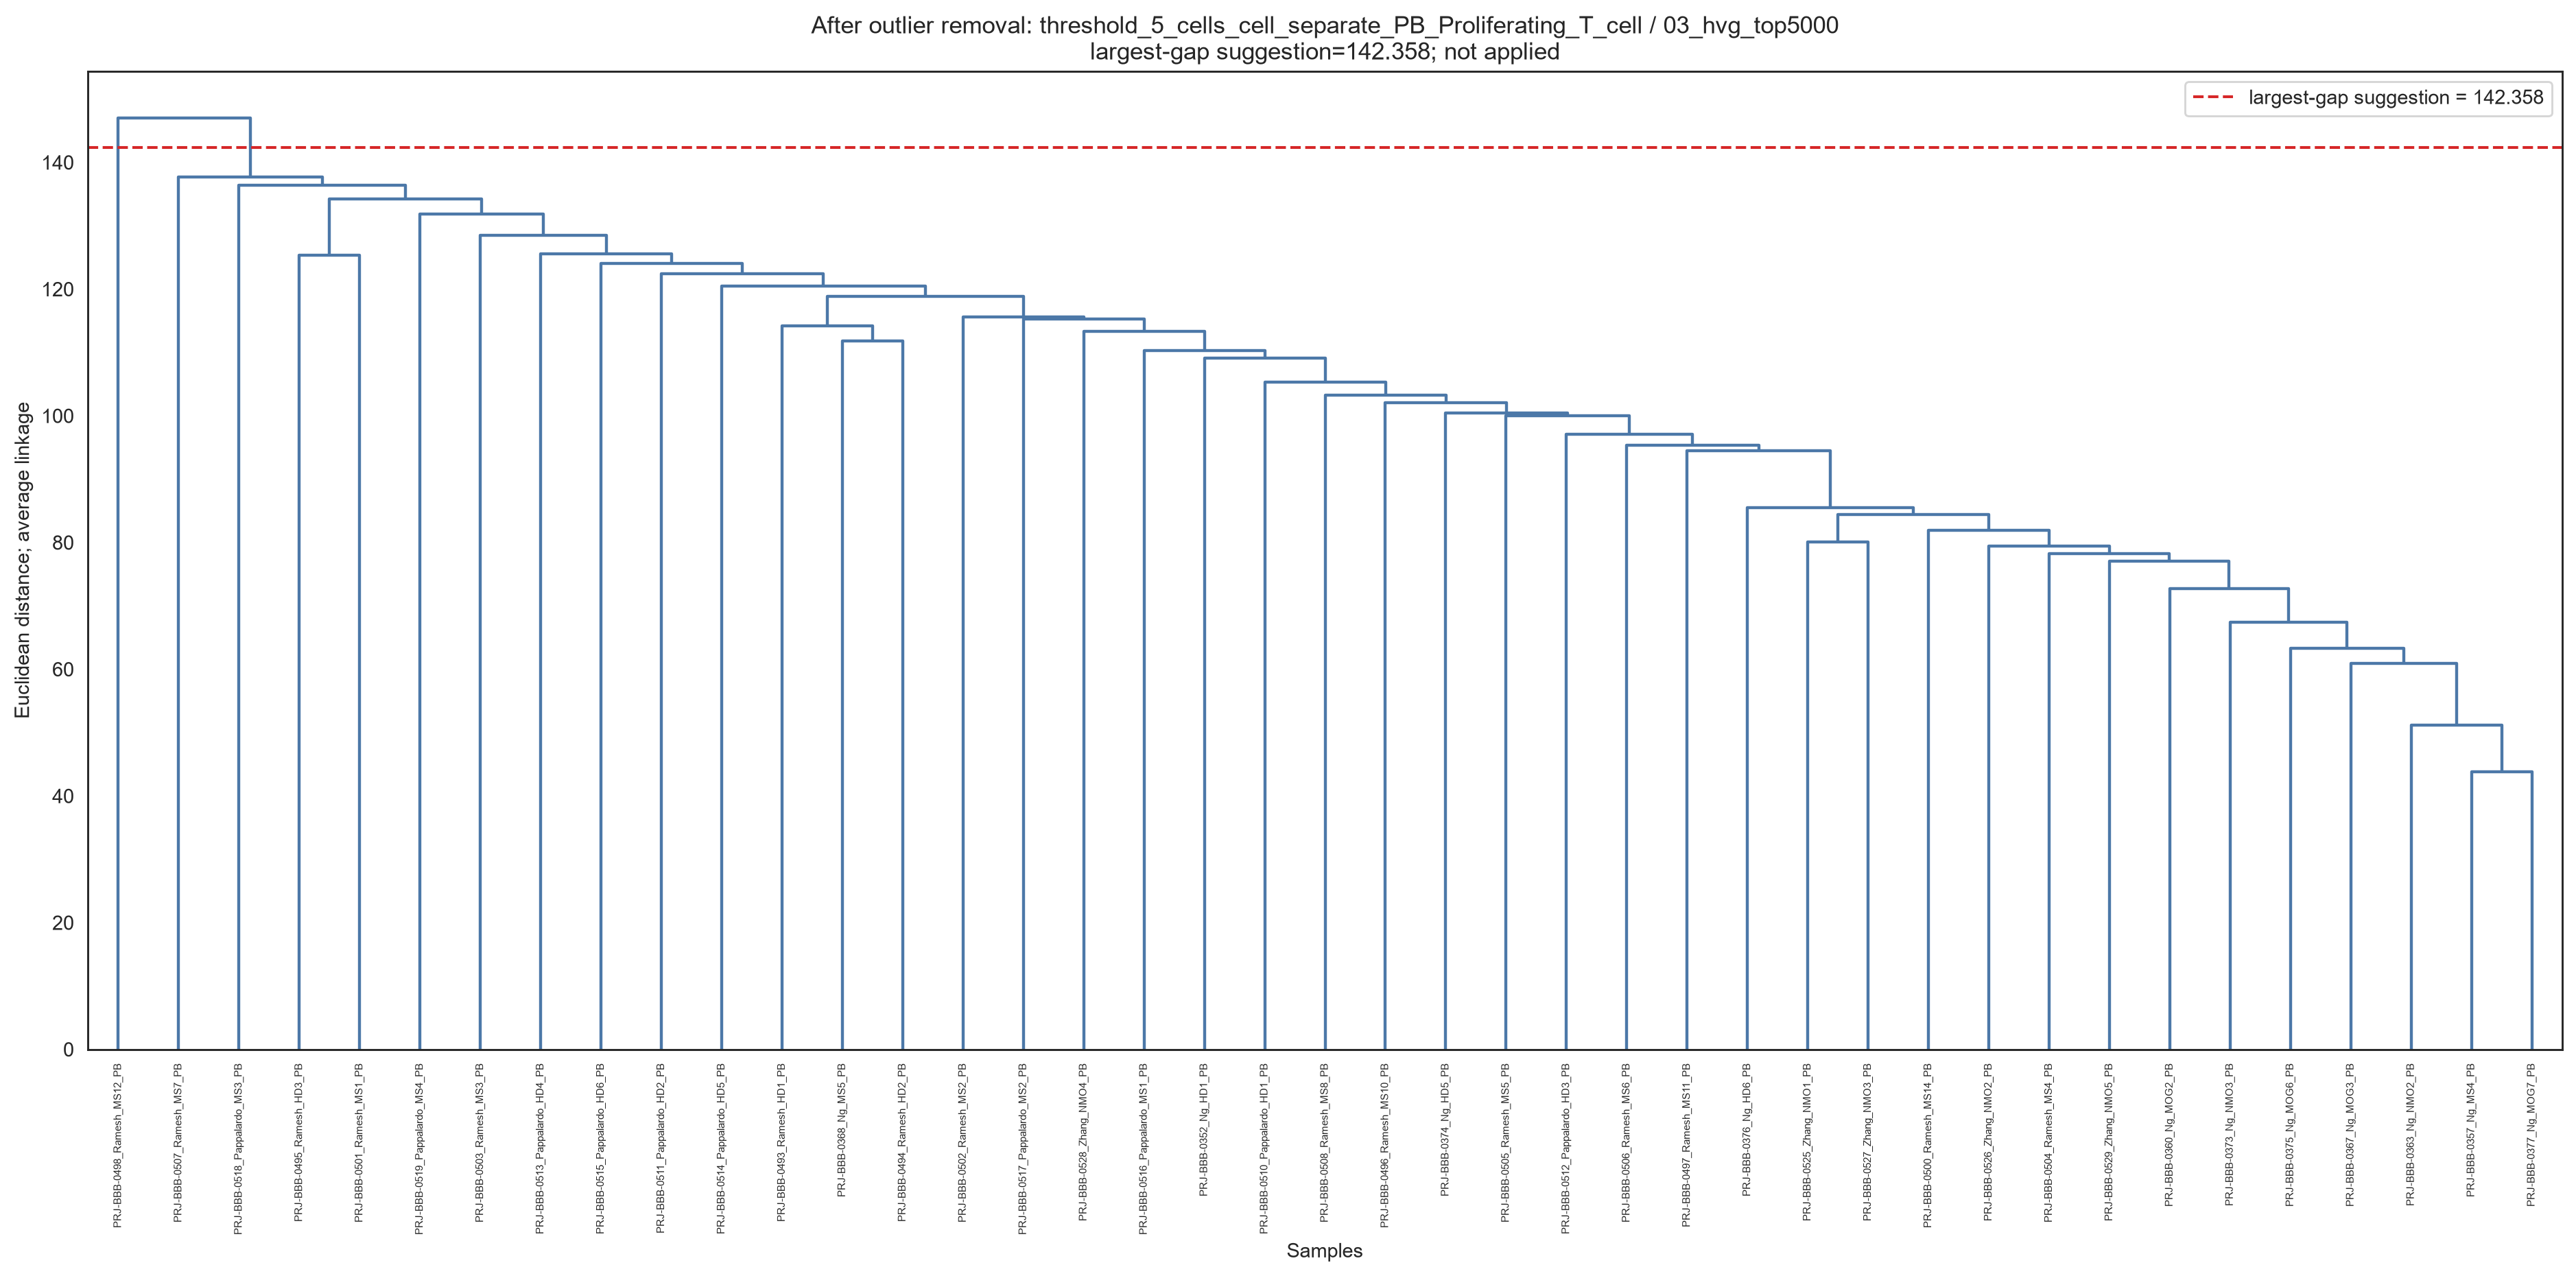 After outlier removal: threshold_5_cells_cell_separate_PB_Proliferating_T_cell / 03_hvg_top5000
largest-gap suggestion=142.358; not applied
largest-gap suggestion = 142.358
Euclidean distance; average linkage
140
120
100
80
60
40
20
0
PRJ-BBB-0498_Ramesh_MS12_PB
PRJ-BBB-0507_Ramesh_MS7_PB
PRJ-BBB-0518_Pappalardo_MS3_PB
PRJ-BBB-0495_Ramesh_HD3_PB
PRJ-BBB-0501_Ramesh_MS1_PB
PRJ-BBB-0519_Pappalardo_MS4_PB
PRJ-BBB-0503_Ramesh_MS3_PB
PRJ-BBB-0513_Pappalardo_HD4_PB
PRJ-BBB-0515_Pappalardo_HD6_PB
PRJ-BBB-0511_Pappalardo_HD2_PB
PRJ-BBB-0514_Pappalardo_HD5_PB
PRJ-BBB-0493_Ramesh_HD1_PB
PRJ-BBB-0368_Ng_MS5_PB
PRJ-BBB-0494_Ramesh_HD2_PB
PRJ-BBB-0502_Ramesh_MS2_PB
PRJ-BBB-0517_Pappalardo_MS2_PB
PRJ-BBB-0528_Zhang_NMO4_PB
PRJ-BBB-0516_Pappalardo_MS1_PB
PRJ-BBB-0352_Ng_HD1_PB
PRJ-BBB-0510_Pappalardo_HD1_PB
PRJ-BBB-0508_Ramesh_MS8_PB
PRJ-BBB-0496_Ramesh_MS10_PB
PRJ-BBB-0374_Ng_HD5_PB
PRJ-BBB-0505_Ramesh_MS5_PB
PRJ-BBB-0512_Pappalardo_HD3_PB
PRJ-BBB-0506_Ramesh_MS6_PB
PRJ-BBB-0497_Ramesh_MS11_PB
PRJ-BBB-0376_Ng_HD6_PB
PRJ-BBB-0525_Zhang_NMO1_PB
PRJ-BBB-0527_Zhang_NMO3_PB
PRJ-BBB-0500_Ramesh_MS14_PB
PRJ-BBB-0526_Zhang_NMO2_PB
PRJ-BBB-0504_Ramesh_MS4_PB
PRJ-BBB-0529_Zhang_NMO5_PB
PRJ-BBB-0360_Ng_MOG2_PB
PRJ-BBB-0373_Ng_NMO3_PB
PRJ-BBB-0375_Ng_MOG6_PB
PRJ-BBB-0367_Ng_MOG3_PB
PRJ-BBB-0363_Ng_NMO2_PB
PRJ-BBB-0357_Ng_MS4_PB
PRJ-BBB-0377_Ng_MOG7_PB
Samples